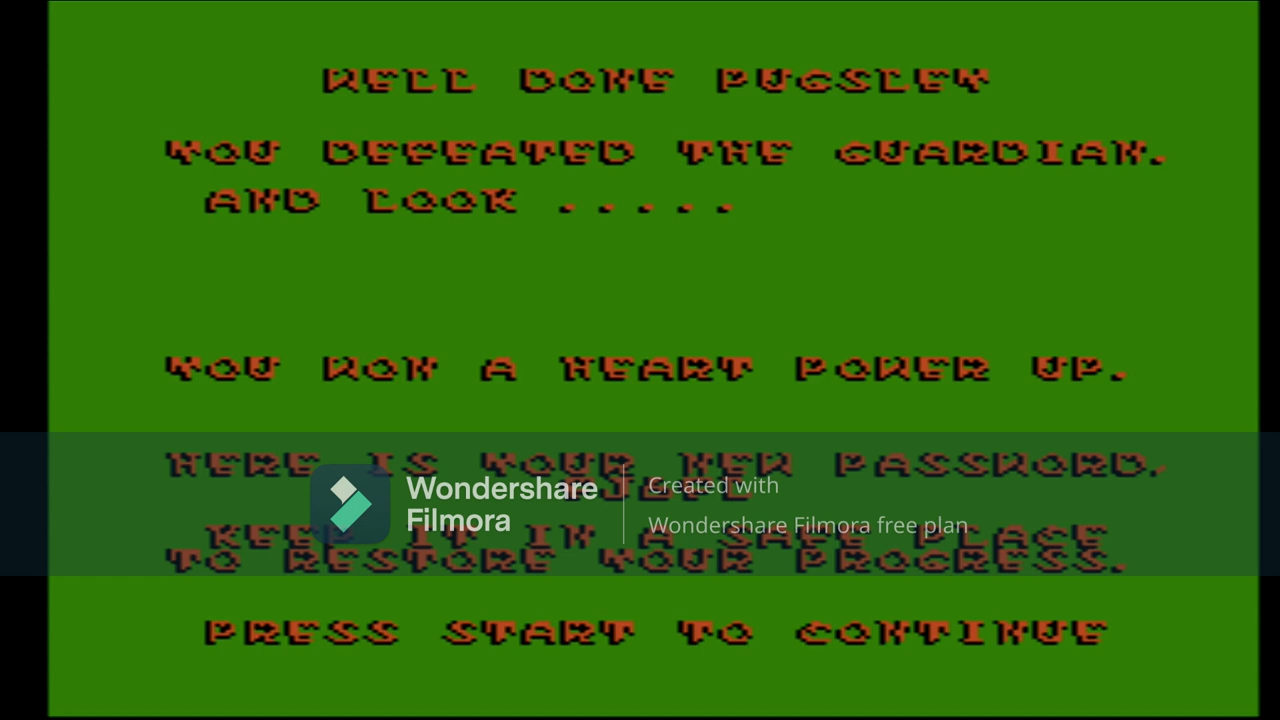 WELL DONE PUGSLEY
YOU DEFEATED THE GUARDIAN.
AND LOOK .....
YOU WON A HEART POWER UP.
HERE IS YOUR NEW PASSWORD.
KEEP IT IN A SAFE PLACE
TO RESTORE YOUR PROGRESS.
PRESS START TO CONTINUE
Wondershare
Filmora
Created with
Wondershare Filmora free plan